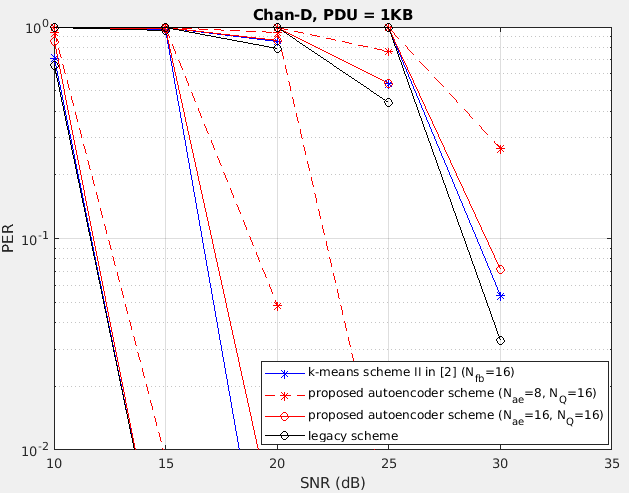 Chan-D, PDU = 1KB
10⁰
10⁻¹
10⁻²
PER
10 15 20 25 30 35
SNR (dB)
k-means scheme II in [2] (N_fb=16)
proposed autoencoder scheme (N_ae=8, N_Q=16)
proposed autoencoder scheme (N_ae=16, N_Q=16)
legacy scheme